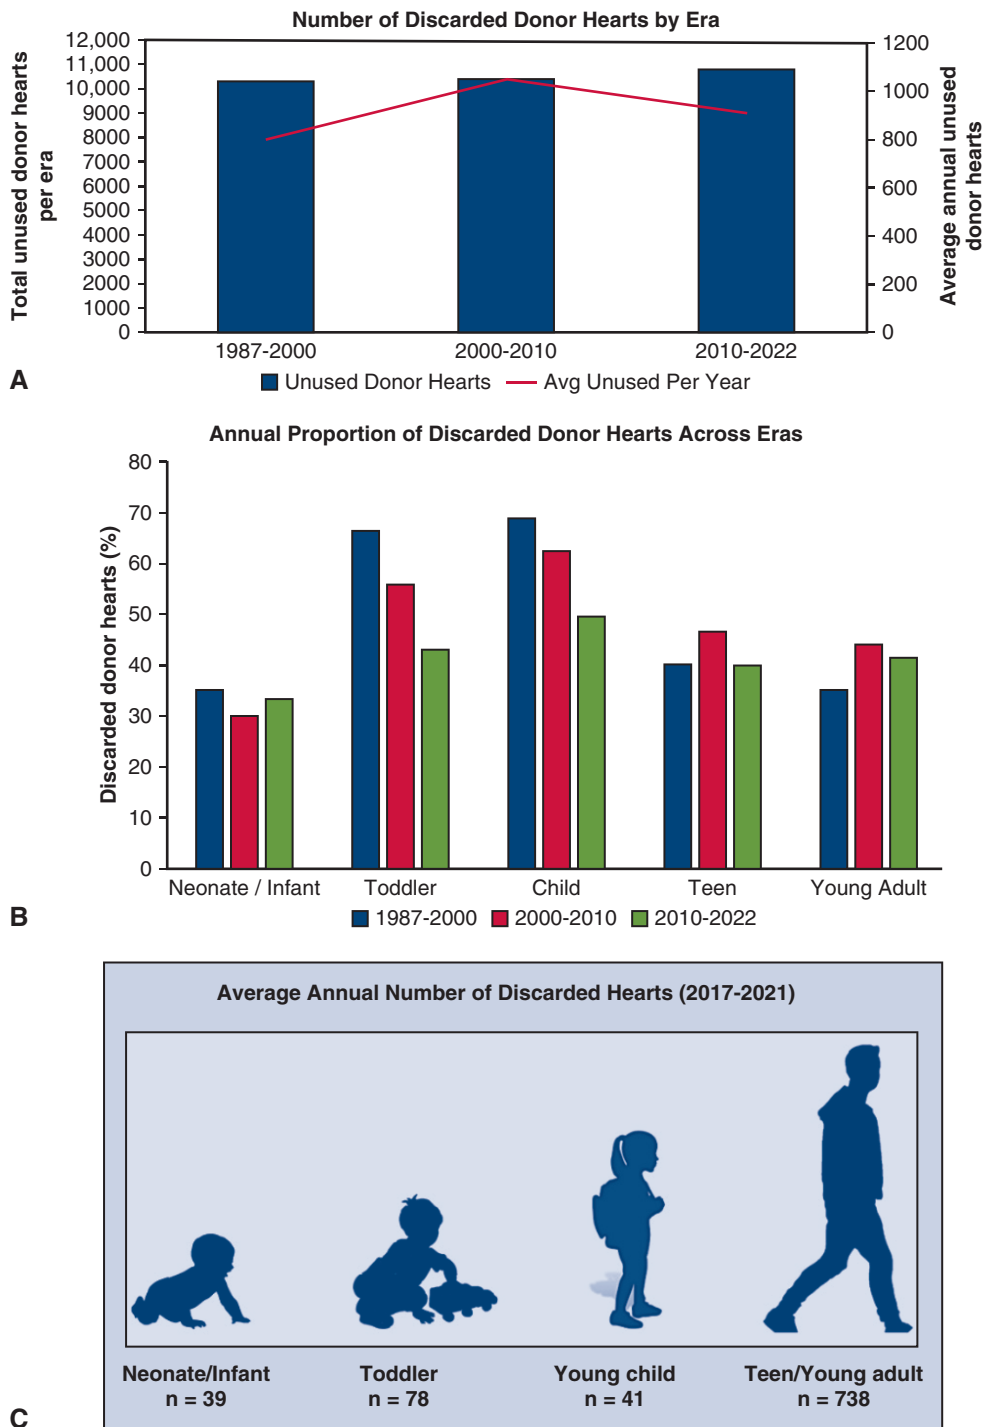 Number of Discarded Donor Hearts by Era
Total unused donor hearts
per era
12,000
11,000
10,000
9000
8000
7000
6000
5000
4000
3000
2000
1000
0
1200
1000
800
600
400
200
0
Average annual unused
donor hearts
1987-2000 2000-2010 2010-2022
Unused Donor Hearts Avg Unused Per Year
A
Annual Proportion of Discarded Donor Hearts Across Eras
Discarded donor hearts (%)
80
70
60
50
40
30
20
10
0
Neonate / Infant Toddler Child Teen Young Adult
1987-2000 2000-2010 2010-2022
B
Average Annual Number of Discarded Hearts (2017-2021)
Neonate/Infant Toddler Young child Teen/Young adult
n = 39 n = 78 n = 41 n = 738
C